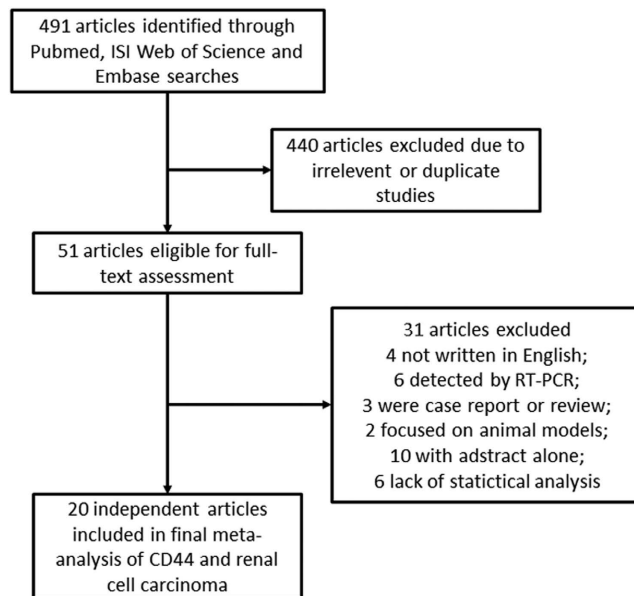 491 articles identified through
Pubmed, ISI Web of Science and
Embase searches
440 articles excluded due to
irrelevent or duplicate
studies
51 articles eligible for full-
text assessment
31 articles excluded
4 not written in English;
6 detected by RT-PCR;
3 were case report or review;
2 focused on animal models;
10 with adstract alone;
6 lack of statictical analysis
20 independent articles
included in final meta-
analysis of CD44 and renal
cell carcinoma